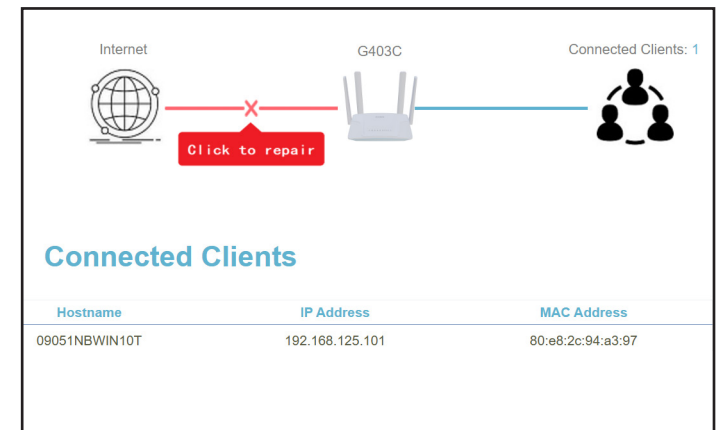 Internet
G403C
Connected Clients: 1
Click to repair
Connected Clients
Hostname IP Address MAC Address
09051NBWIN10T 192.168.125.101 80:e8:2c:94:a3:97